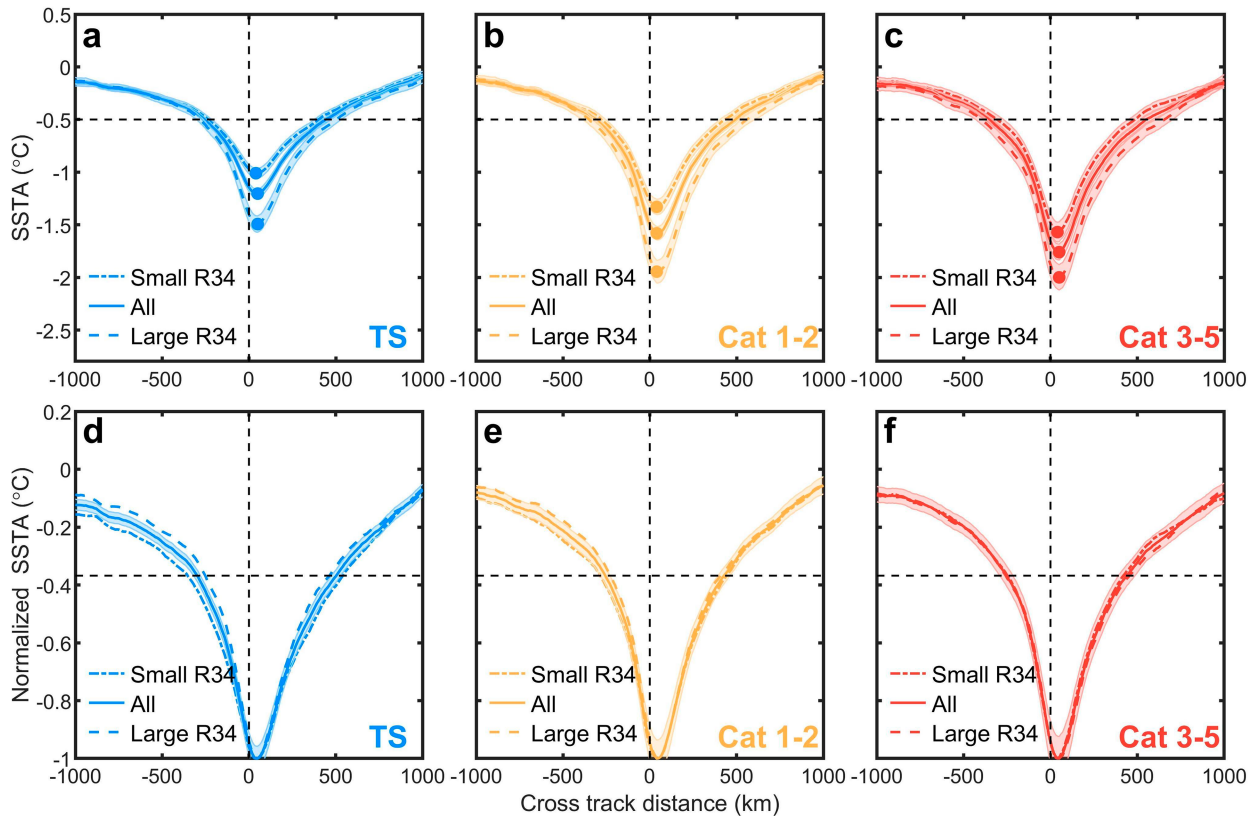 a
b
c
0.5
0
-0.5
-1
-1.5
-2
-2.5
SSTA (°C)
Small R34
All
Large R34
TS
Small R34
All
Large R34
Cat 1-2
Small R34
All
Large R34
Cat 3-5
-1000 -500 0 500 1000
-1000 -500 0 500 1000
-1000 -500 0 500 1000
d
e
f
0.2
0
-0.2
-0.4
-0.6
-0.8
-1
Normalized SSTA (°C)
Small R34
All
Large R34
TS
Small R34
All
Large R34
Cat 1-2
Small R34
All
Large R34
Cat 3-5
-1000 -500 0 500 1000
-1000 -500 0 500 1000
-1000 -500 0 500 1000
Cross track distance (km)